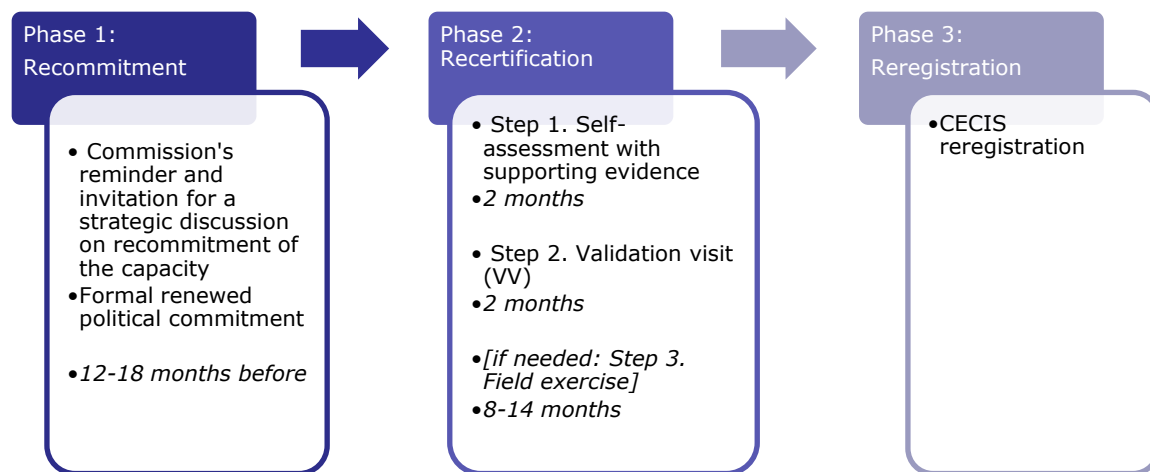 Phase 1:
Recommitment
• Commission's
reminder and
invitation for a
strategic discussion
on recommitment of
the capacity
•Formal renewed
political commitment
•12-18 months before
Phase 2:
Recertification
• Step 1. Self-
assessment with
supporting evidence
•2 months
• Step 2. Validation visit
(VV)
•2 months
•[if needed: Step 3.
Field exercise]
•8-14 months
Phase 3:
Reregistration
•CECIS
reregistration